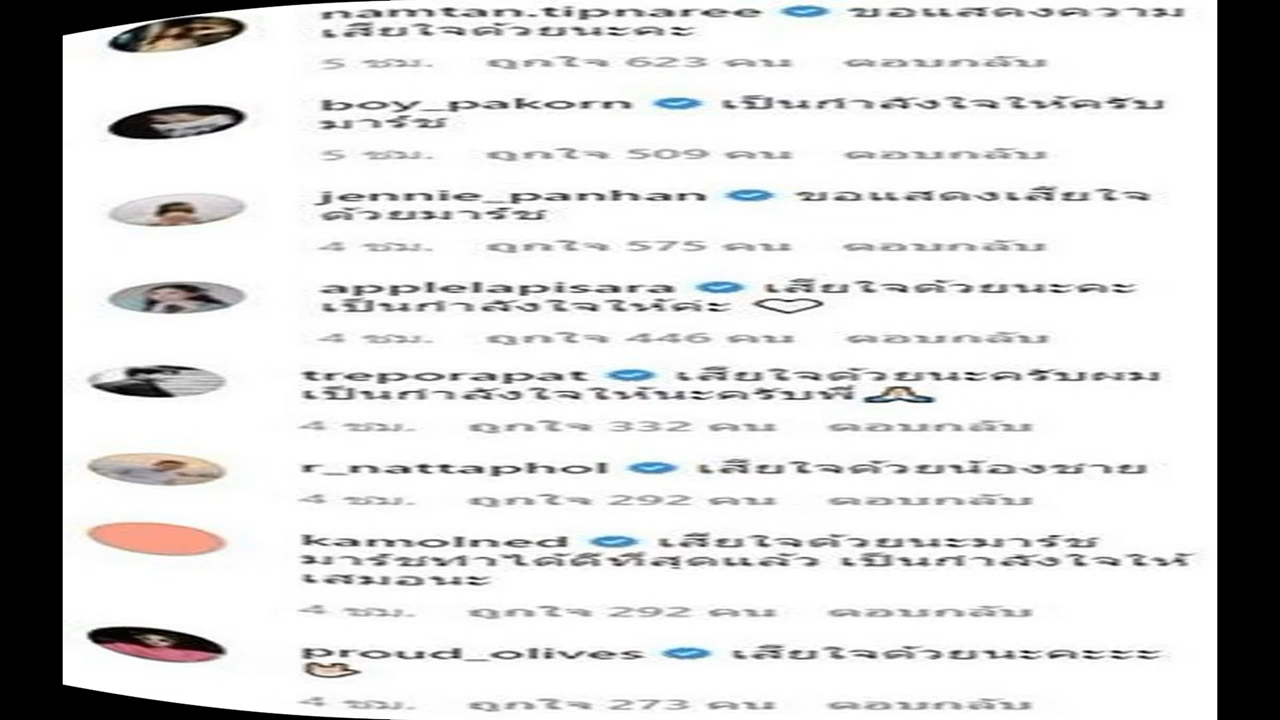 namtan.tipnaree ขอแสดงความ
เสียใจด้วยนะคะ
5 ชม. ถูกใจ 623 คน ตอบกลับ
boy_pakorn เป็นกำลังใจให้ครับ
มาร์ช
5 ชม. ถูกใจ 509 คน ตอบกลับ
jennie_panhan ขอแสดงเสียใจ
ด้วยมาร์ช
4 ชม. ถูกใจ 575 คน ตอบกลับ
applelapisara เสียใจด้วยนะคะ
เป็นกำลังใจให้ค่ะ
4 ชม. ถูกใจ 446 คน ตอบกลับ
treporapat เสียใจด้วยนะครับผม
เป็นกำลังใจให้นะครับพี่
4 ชม. ถูกใจ 332 คน ตอบกลับ
r_nattaphol เสียใจด้วยน้องชาย
4 ชม. ถูกใจ 292 คน ตอบกลับ
kamolned เสียใจด้วยนะมาร์ช
มาร์ชทำได้ดีที่สุดแล้ว เป็นกำลังใจให้
เสมอนะ
4 ชม. ถูกใจ 292 คน ตอบกลับ
proud_olives เสียใจด้วยนะคะะะ
4 ชม. ถูกใจ 273 คน ตอบกลับ